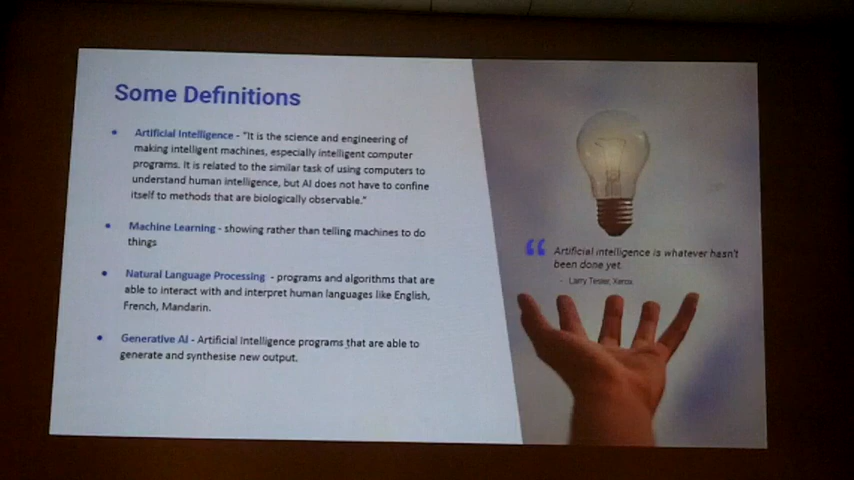 Some Definitions
• Artificial Intelligence - "It is the science and engineering of
making intelligent machines, especially intelligent computer
programs. It is related to the similar task of using computers to
understand human intelligence, but AI does not have to confine
itself to methods that are biologically observable."
• Machine Learning - showing rather than telling machines to do
things
• Natural Language Processing - programs and algorithms that are
able to interact with and interpret human languages like English,
French, Mandarin.
• Generative AI - Artificial Intelligence programs that are able to
generate and synthesise new output.
“ Artificial intelligence is whatever hasn't
been done yet.
- Larry Tesler, Xerox